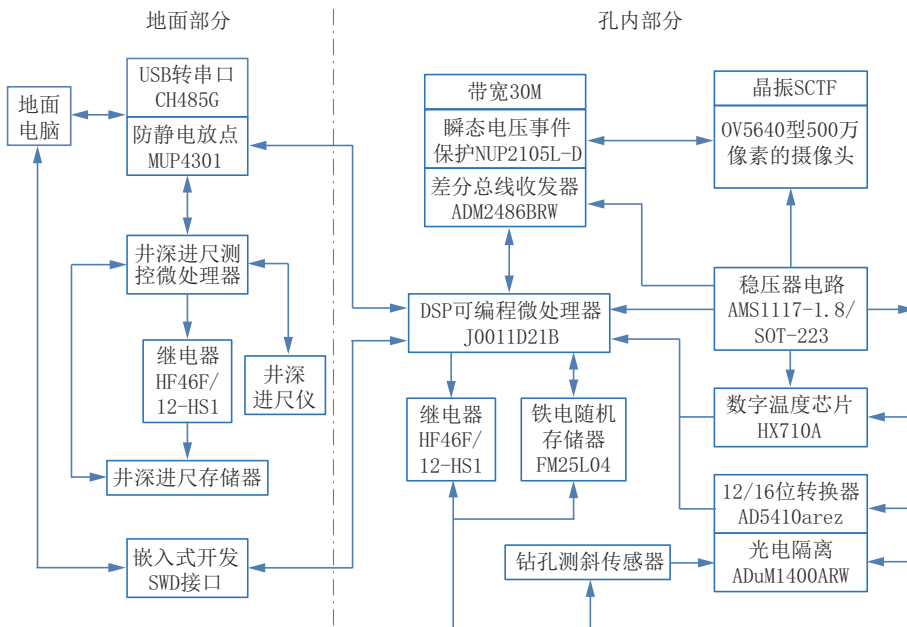 地面部分
孔内部分
地面
电脑
USB转串口
CH485G
防静电放点
MUP4301
井深进尺测
控微处理器
继电器
HF46F/
12-HS1
井深
进尺仪
井深进尺存储器
嵌入式开发
SWD接口
带宽30M
瞬态电压事件
保护NUP2105L-D
差分总线收发器
ADM2486BRW
晶振SCTF
OV5640型500万
像素的摄像头
DSP可编程微处理器
J0011D21B
稳压器电路
AMS1117-1.8/
SOT-223
继电器
HF46F/
12-HS1
铁电随机
存储器
FM25L04
数字温度芯片
HX710A
12/16位转换器
AD5410arez
光电隔离
ADuM1400ARW
钻孔测斜传感器